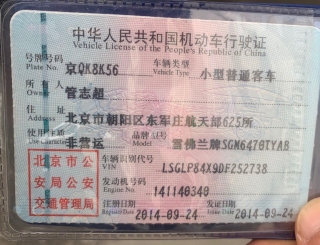 中华人民共和国机动车行驶证
Vehicle License of the People's Republic of China
号牌号码 京QK8K56 车辆类型 小型普通客车
Plate No. Vehicle Type
所有人 管志超
Owner
住址 北京市朝阳区东军庄航天部625所
Address
使用性质 非营运 品牌型号 雪佛兰牌SGM6470TYAB
Model
车辆识别代号 LSGLP84X9DF252738
VIN
发动机号码 141140340
Engine No.
注册日期 2014-09-24 发证日期 2014-09-24
Register Date Issue Date
北京市公
安局公安
交通管理局